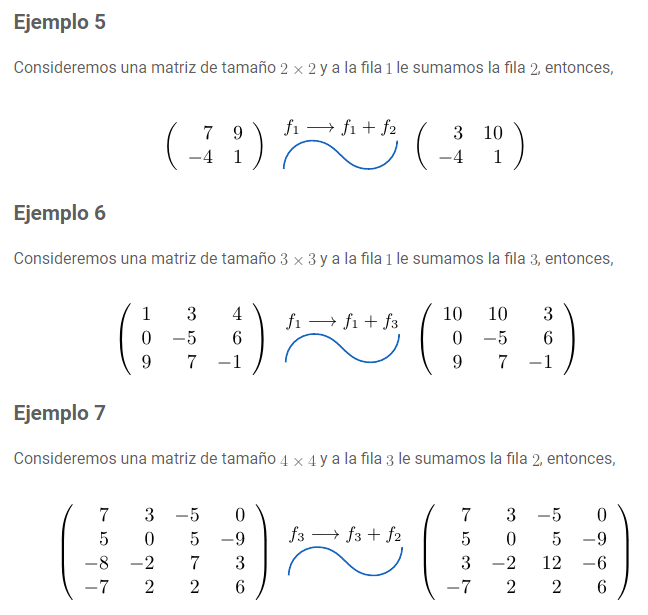 Ejemplo 5
Consideremos una matriz de tamaño 2 × 2 y a la fila 1 le sumamos la fila 2, entonces,
f₁ ⟶ f₁ + f₂
7 9 3 10
−4 1 −4 1
Ejemplo 6
Consideremos una matriz de tamaño 3 × 3 y a la fila 1 le sumamos la fila 3, entonces,
1 3 4 f₁ ⟶ f₁ + f₃ 10 10 3
0 −5 6 0 −5 6
9 7 −1 9 7 −1
Ejemplo 7
Consideremos una matriz de tamaño 4 × 4 y a la fila 3 le sumamos la fila 2, entonces,
7 3 −5 0 7 3 −5 0
5 0 5 −9 f₃ ⟶ f₃ + f₂ 5 0 5 −9
−8 −2 7 3 3 −2 12 −6
−7 2 2 6 −7 2 2 6